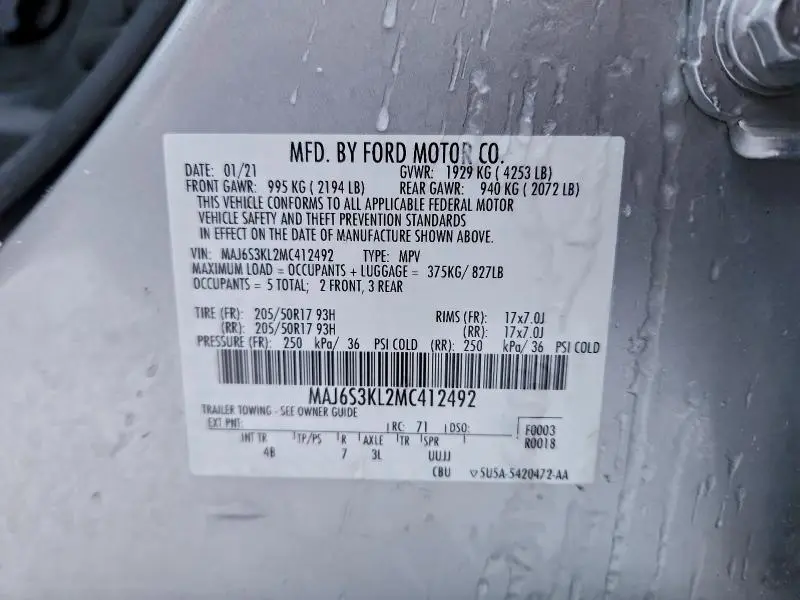 MFD. BY FORD MOTOR CO.
DATE: 01/21 GVWR: 1929 KG ( 4253 LB)
FRONT GAWR: 995 KG ( 2194 LB) REAR GAWR: 940 KG ( 2072 LB)
THIS VEHICLE CONFORMS TO ALL APPLICABLE FEDERAL MOTOR
VEHICLE SAFETY AND THEFT PREVENTION STANDARDS
IN EFFECT ON THE DATE OF MANUFACTURE SHOWN ABOVE.
VIN: MAJ6S3KL2MC412492 TYPE: MPV
MAXIMUM LOAD = OCCUPANTS + LUGGAGE = 375KG/ 827LB
OCCUPANTS = 5 TOTAL; 2 FRONT, 3 REAR
TIRE (FR): 205/50R17 93H RIMS (FR): 17x7.0J
(RR): 205/50R17 93H (RR): 17x7.0J
PRESSURE (FR): 250 kPa/ 36 PSI COLD (RR): 250 kPa/ 36 PSI COLD
MAJ6S3KL2MC412492
TRAILER TOWING - SEE OWNER GUIDE
EXT PNT: RC: 71 DSO: F0003
R0018
INT TR TP/PS R AXLE TR SPR
4B 7 3L UUJJ
CBU 5U5A-5420472-AA